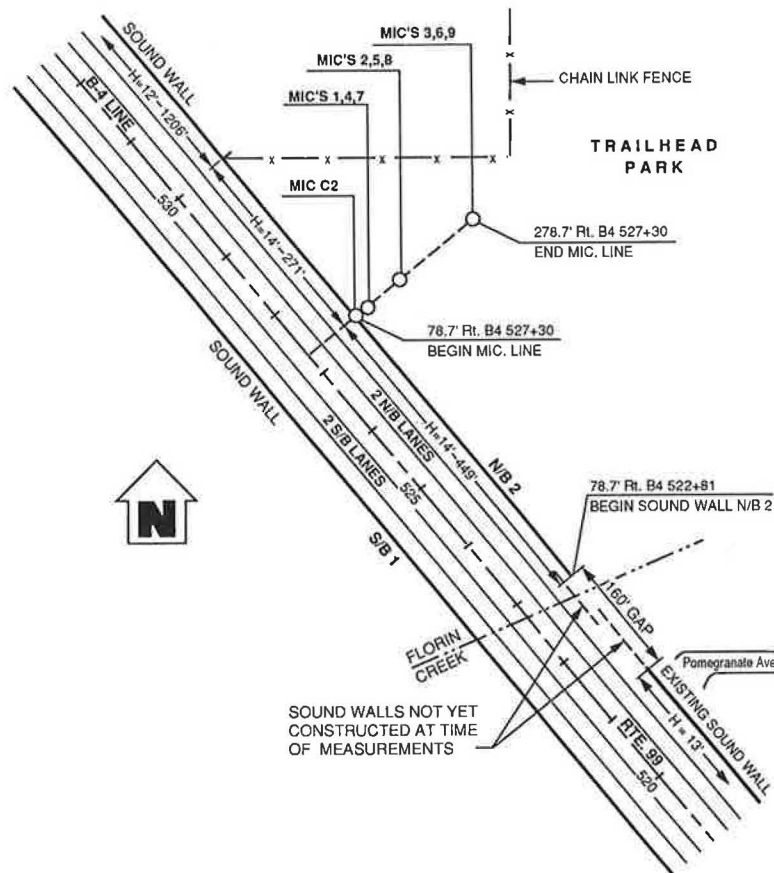 MIC'S 3,6,9
MIC'S 2,5,8
MIC'S 1,4,7
MIC C2
x
x
x x x x
CHAIN LINK FENCE
TRAILHEAD
PARK
278.7' Rt. B4 527+30
END MIC. LINE
78.7' Rt. B4 527+30
BEGIN MIC. LINE
SOUND WALL
H=12'-1206'
B-4 LINE
530
H=14'-271'
SOUND WALL
2 N/B LANES
2 S/B LANES
525
H=14'-449'
N/B 2
S/B 1
N
78.7' Rt. B4 522+81
BEGIN SOUND WALL N/B 2
160' GAP
FLORIN
CREEK
Pomegranate Ave
EXISTING SOUND WALL
H = 13'
SOUND WALLS NOT YET
CONSTRUCTED AT TIME
OF MEASUREMENTS
RTE. 99
520